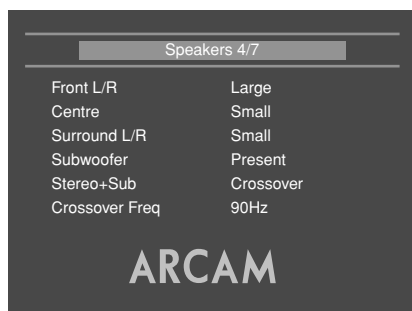 Speakers 4/7
Front L/R Large
Centre Small
Surround L/R Small
Subwoofer Present
Stereo+Sub Crossover
Crossover Freq 90Hz
ARCAM